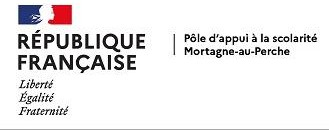 RÉPUBLIQUE
FRANÇAISE
Liberté
Égalité
Fraternité
Pôle d'appui à la scolarité
Mortagne-au-Perche